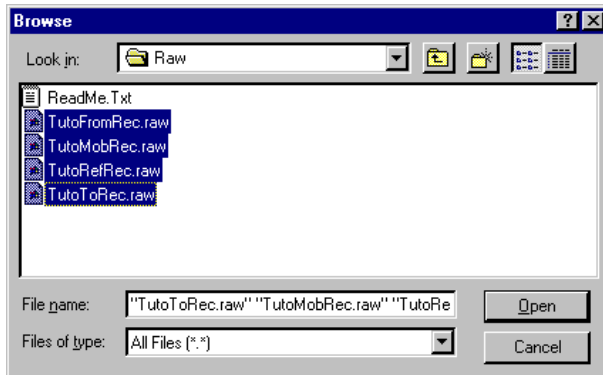 Browse
Look in: Raw
ReadMe.Txt
TutoFromRec.raw
TutoMobRec.raw
TutoRefRec.raw
TutoToRec.raw
File name: "TutoToRec.raw" "TutoMobRec.raw" "TutoRe
Open
Files of type: All Files (*.*)
Cancel